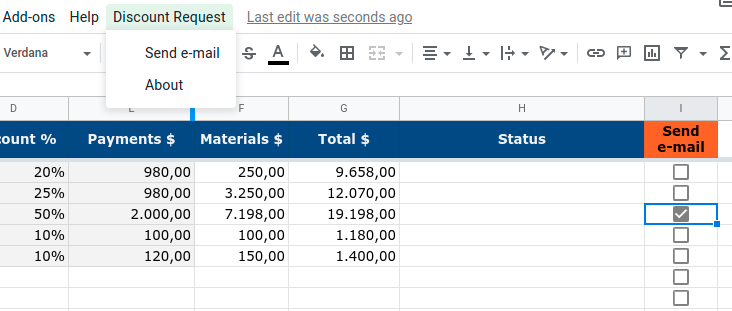 Add-ons Help Discount Request Last edit was seconds ago
Verdana
Send e-mail
About
A
D F G H I
count % Payments $ Materials $ Total $ Status Send e-mail
20% 980,00 250,00 9.658,00
25% 980,00 3.250,00 12.070,00
50% 2.000,00 7.198,00 19.198,00
10% 100,00 100,00 1.180,00
10% 120,00 150,00 1.400,00